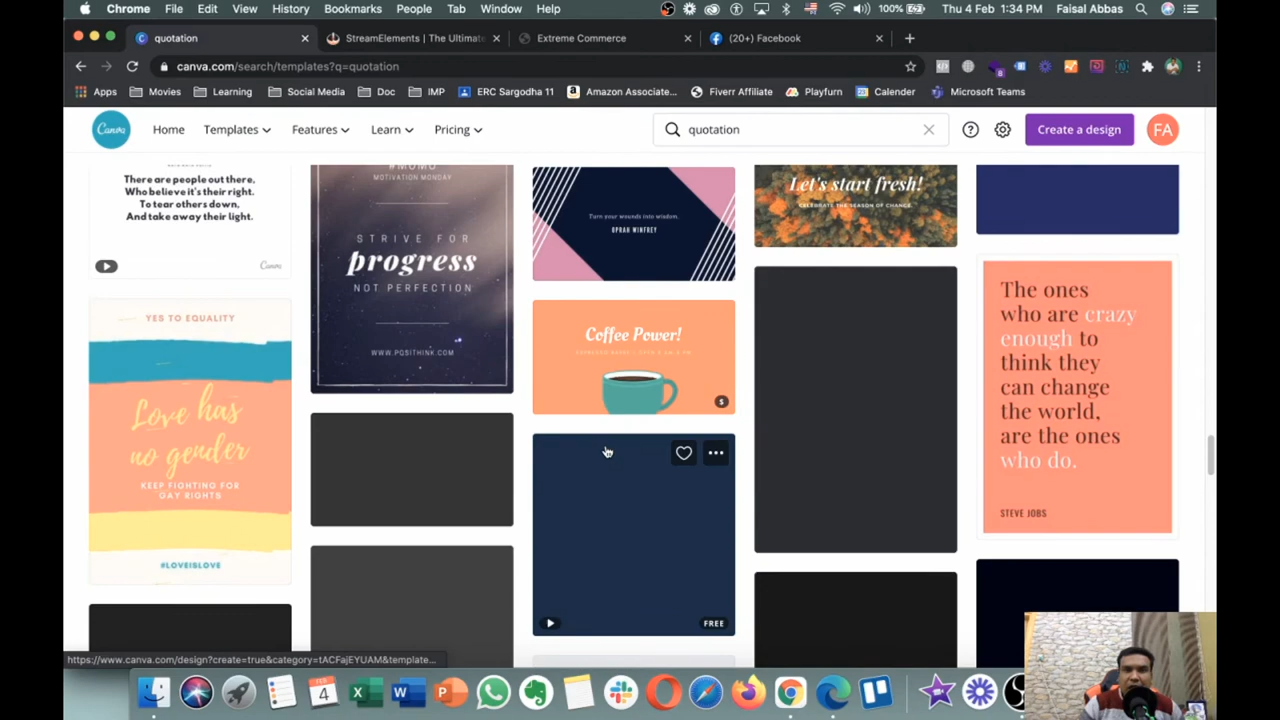 Chrome File Edit View History Bookmarks People Tab Window Help 100% Thu 4 Feb 1:34 PM Faisal Abbas
quotation StreamElements | The Ultima Extreme Commerce (20+) Facebook
canva.com/search/templates?q=quotation
Apps Movies Learning Social Media Doc IMP ERC Sargodha 11 Amazon Associate... Fiverr Affiliate Playfurn Calender Microsoft Teams
Canva Home Templates Features Learn Pricing quotation Create a design FA
There are people out there,
Who believe it's their right.
To tear others down,
And take away their light.
Canva
YES TO EQUALITY
Love has
no gender
KEEP FIGHTING FOR
GAY RIGHTS
#LOVEISLOVE
MOTIVATION MONDAY
STRIVE FOR
progress
NOT PERFECTION
WWW.POSITHINK.COM
Turn your wounds into wisdom.
OPRAH WINFREY
Coffee Power!
$
FREE
Let's start fresh!
CELEBRATE THE SEASON OF CHANGE.
The ones
who are crazy
enough to
think they
can change
the world,
are the ones
who do.
STEVE JOBS
https://www.canva.com/design?create=true&category=tACFajEYUAM&template...
FEB
4